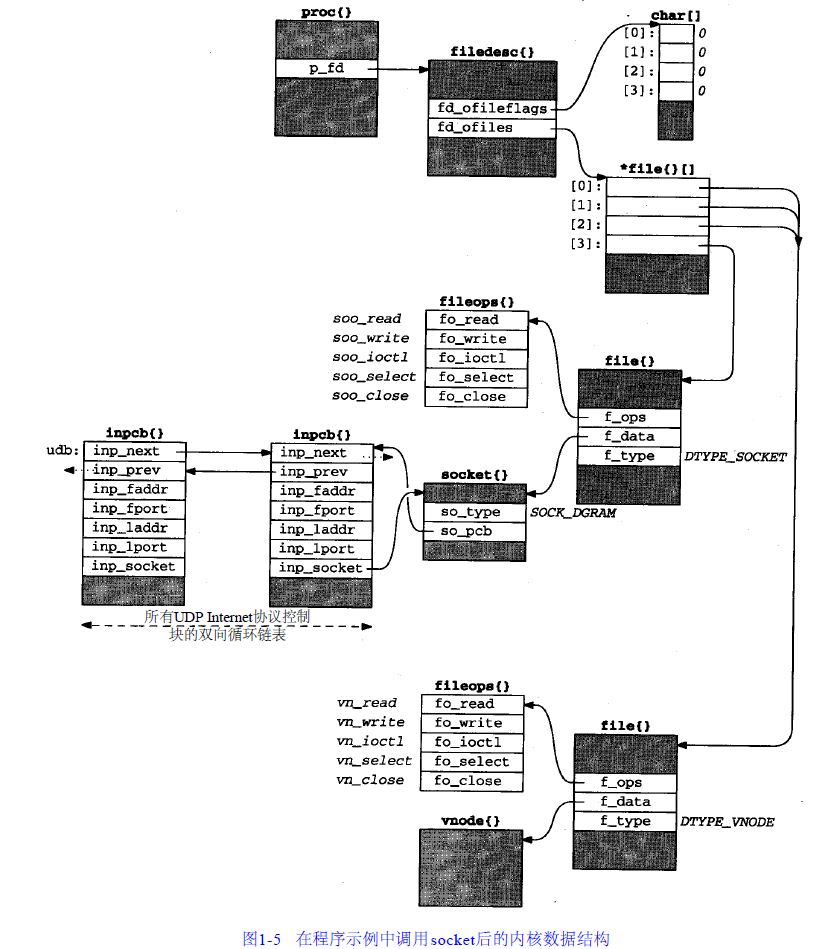 proc{}
p_fd
filedesc{}
fd_ofileflags
fd_ofiles
char[]
[0]: 0
[1]: 0
[2]: 0
[3]: 0
*file{}[]
[0]:
[1]:
[2]:
[3]:
fileops{}
soo_read fo_read
soo_write fo_write
soo_ioctl fo_ioctl
soo_select fo_select
soo_close fo_close
file{}
f_ops
f_data
f_type DTYPE_SOCKET
inpcb{}
udb: inp_next
inp_prev
inp_faddr
inp_fport
inp_laddr
inp_lport
inp_socket
inpcb{}
inp_next
inp_prev
inp_faddr
inp_fport
inp_laddr
inp_lport
inp_socket
socket{}
so_type SOCK_DGRAM
so_pcb
所有UDP Internet协议控制
块的双向循环链表
fileops{}
vn_read fo_read
vn_write fo_write
vn_ioctl fo_ioctl
vn_select fo_select
vn_close fo_close
file{}
f_ops
f_data
f_type DTYPE_VNODE
vnode{}
图1-5 在程序示例中调用socket后的内核数据结构